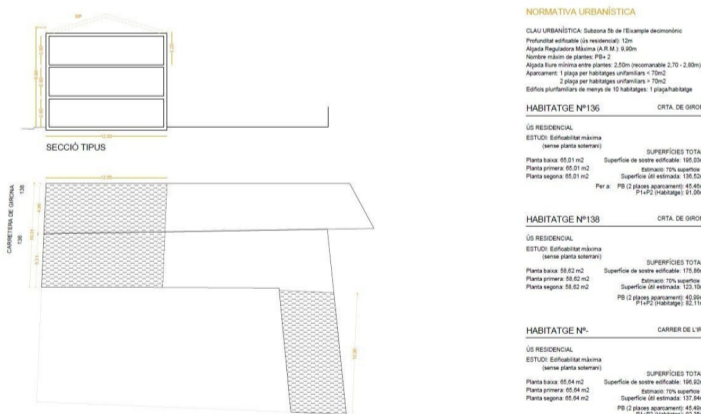 NORMATIVA URBANÍSTICA
CLAU URBANÍSTICA: Subzona 5b de l'Eixample decimonònic
Profunditat edificable (ús residencial): 12m
Alçada Reguladora Màxima (A.R.M.): 9,90m
Nombre màxim de plantes: PB+ 2
Alçada lliure mínima entre plantes: 2,50m (recomanable 2,70 - 2,80m)
Aparcament: 1 plaça per habitatges unifamiliars < 70m2
2 plaça per habitatges unifamiliars > 70m2
Edificis plurifamiliars de menys de 10 habitatges: 1 plaça/habitatge
HABITATGE Nº136 CRTA. DE GIRON
ÚS RESIDENCIAL
ESTUDI: Edificabilitat màxima
(sense planta soterrani)
SUPERFÍCIES TOTA
Planta baixa: 65,01 m2 Superfície de sostre edificable: 195,03
Planta primera: 65,01 m2 Estimació: 70% superfície
Planta segona: 65,01 m2 Superfície útil estimada: 136,52
Per a: PB (2 places aparcament): 45,46
P1+P2 (Habitatge): 91,06
HABITATGE Nº138 CRTA. DE GIRON
ÚS RESIDENCIAL
ESTUDI: Edificabilitat màxima
(sense planta soterrani)
SUPERFÍCIES TOTA
Planta baixa: 58,62 m2 Superfície de sostre edificable: 175,86
Planta primera: 58,62 m2 Estimació: 70% superfície
Planta segona: 58,62 m2 Superfície útil estimada: 123,10
PB (2 places aparcament): 40,99
P1+P2 (Habitatge): 82,11
HABITATGE Nº- CARRER DE L'IR
ÚS RESIDENCIAL
ESTUDI: Edificabilitat màxima
(sense planta soterrani)
SUPERFÍCIES TOTA
Planta baixa: 65,64 m2 Superfície de sostre edificable: 196,92
Planta primera: 65,64 m2 Estimació: 70% superfície
Planta segona: 65,64 m2 Superfície útil estimada: 137,84
PB (2 places aparcament): 45,49
SECCIÓ TIPUS
CARRETERA DE GIRONA
138
136